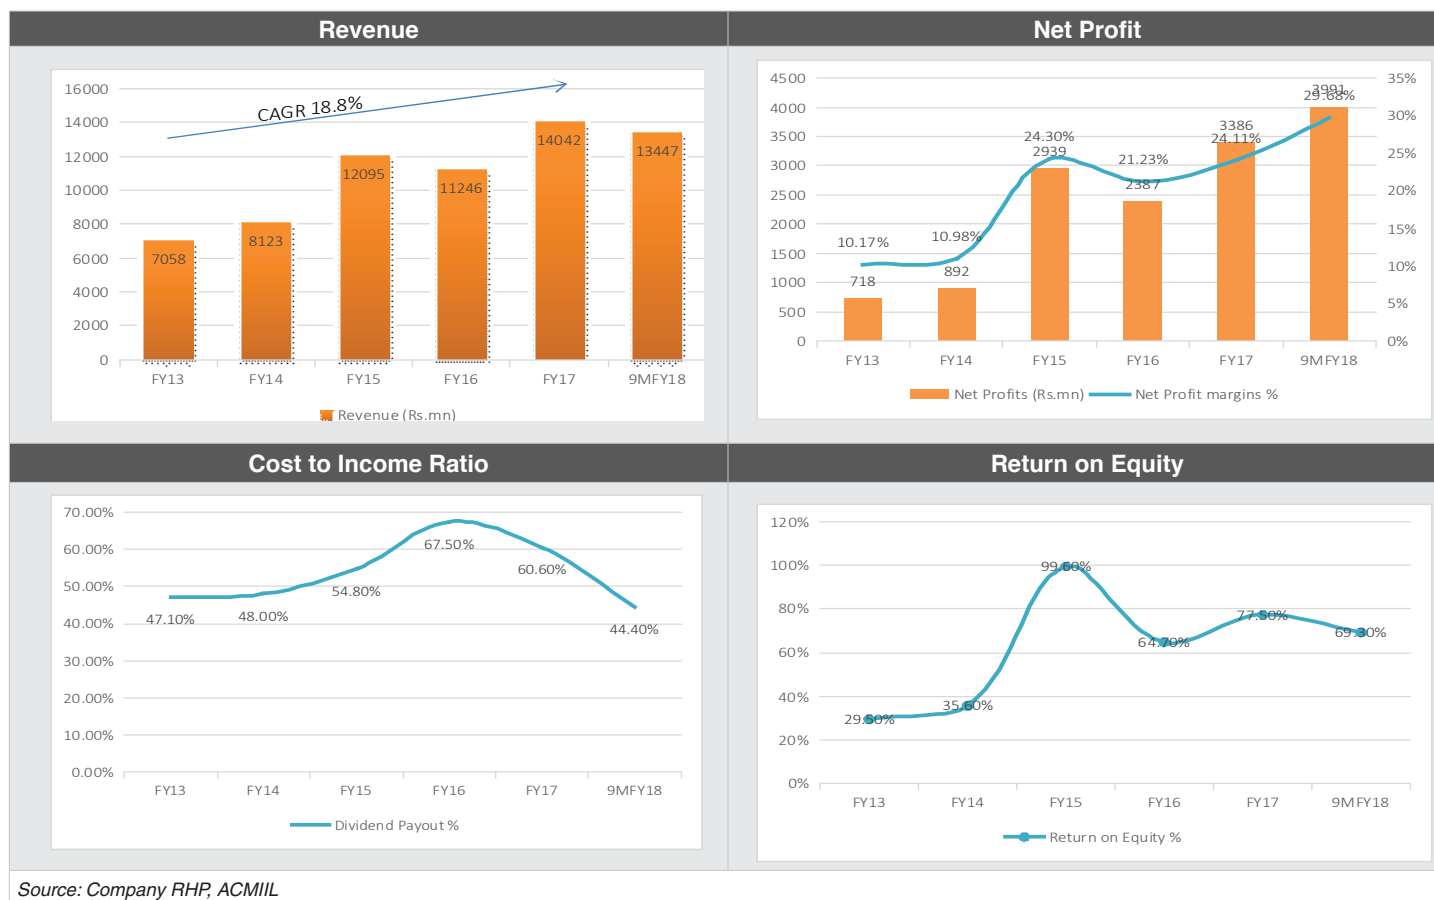 Revenue
Net Profit
16000
14000
12000
10000
8000
6000
4000
2000
0
CAGR 18.8%
7058
8123
12095
11246
14042
13447
FY13
FY14
FY15
FY16
FY17
9MFY18
Revenue (Rs.mn)
4500
4000
3500
3000
2500
2000
1500
1000
500
0
35%
30%
25%
20%
15%
10%
5%
0%
10.17%
718
10.98%
892
24.30%
2939
21.23%
2387
3386
24.11%
3991
29.68%
FY13
FY14
FY15
FY16
FY17
9MFY18
Net Profits (Rs.mn)
Net Profit margins %
Cost to Income Ratio
Return on Equity
70.00%
60.00%
50.00%
40.00%
30.00%
20.00%
10.00%
0.00%
47.10%
48.00%
54.80%
67.50%
60.60%
44.40%
FY13
FY14
FY15
FY16
FY17
9MFY18
Dividend Payout %
120%
100%
80%
60%
40%
20%
0%
29.50%
35.60%
99.60%
64.70%
77.50%
69.30%
FY13
FY14
FY15
FY16
FY17
9MFY18
Return on Equity %
Source: Company RHP, ACMIIL